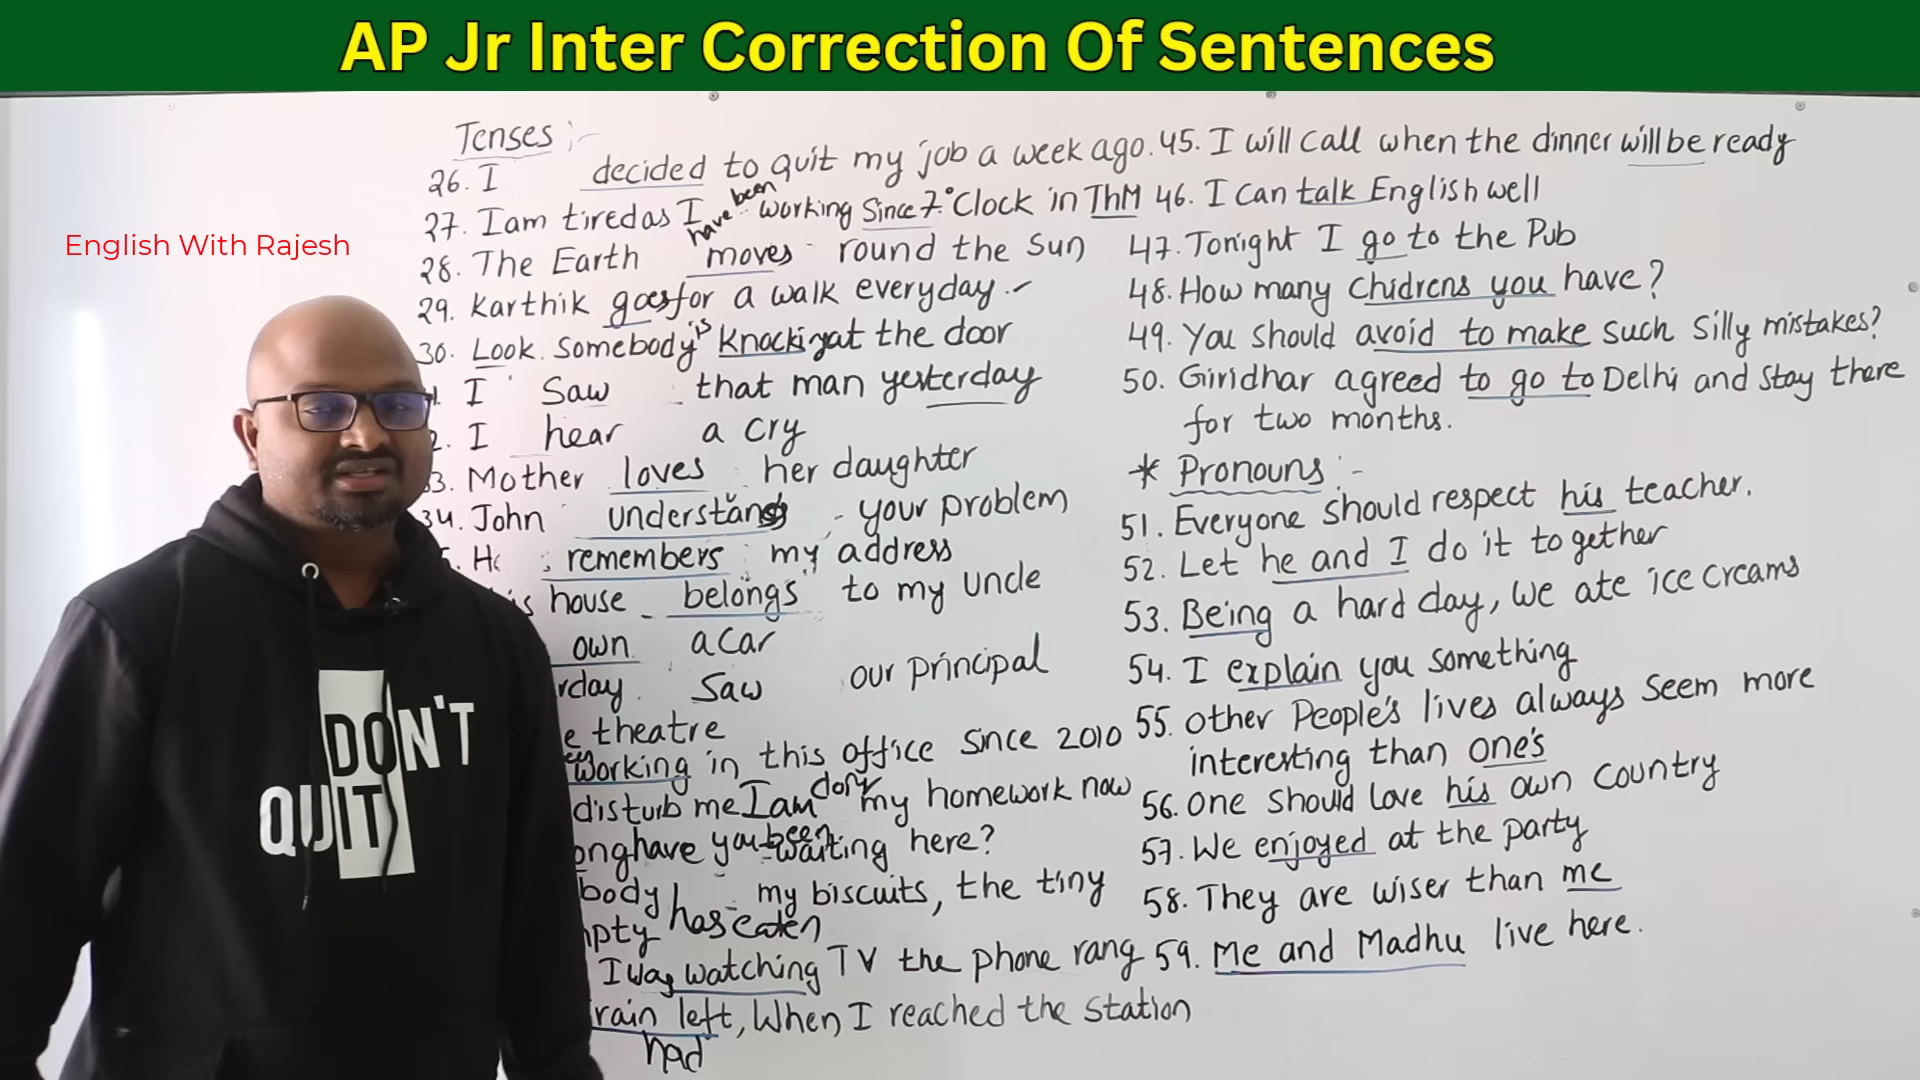 AP Jr Inter Correction Of Sentences
English With Rajesh
DON'T
QUIT
Tenses :-
26. I decided to quit my job a week ago.
27. I am tired as I have been working Since 7°Clock in ThM
28. The Earth moves round the Sun
29. Karthik goes for a walk everyday.
30. Look. Somebody is knocking at the door
I Saw that man yesterday
2. I hear a cry
33. Mother loves her daughter
34. John understands your problem
remembers my address
house belongs to my Uncle
own a car
rday Saw our Principal
e theatre
working in this office Since 2010
disturb me I am doing my homework now
ong have you been waiting here?
body has eaten my biscuits, the tiny
pty
I was watching TV the phone rang
rain had left, When I reached the Station
45. I will call when the dinner will be ready
46. I Can talk English well
47. Tonight I go to the Pub
48. How many Chidrens you have?
49. You should avoid to make such Silly mistakes?
50. Giridhar agreed to go to Delhi and stay there
for two months.
* Pronouns :-
51. Everyone should respect his teacher.
52. Let he and I do it together
53. Being a hard day, we ate ice creams
54. I explain you something
55. Other People's lives always seem more
interesting than one's
56. One should love his own country
57. We enjoyed at the party
58. They are wiser than me
59. Me and Madhu live here.